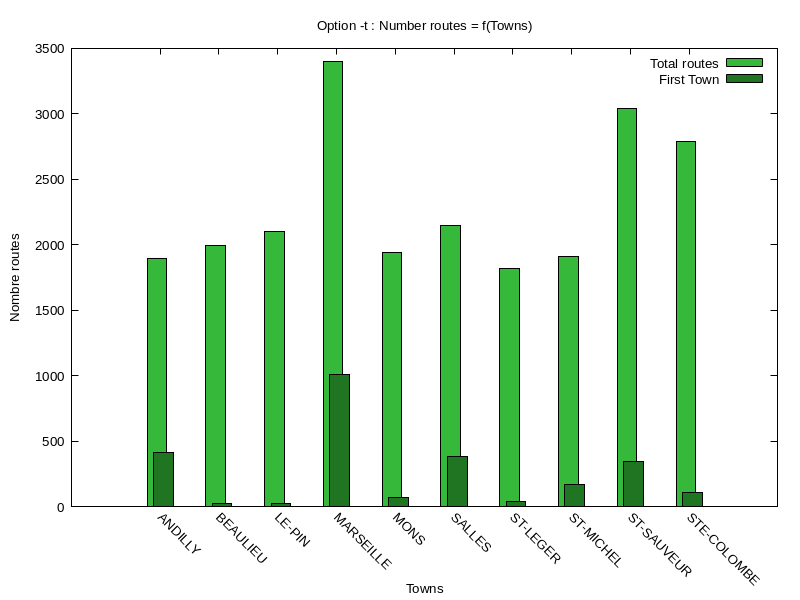 Option -t : Number routes = f(Towns)
3500
3000
2500
2000
1500
1000
500
0
Nombre routes
Total routes
First Town
ANDILLY
BEAULIEU
LE-PIN
MARSEILLE
MONS
SALLES
ST-LEGER
ST-MICHEL
ST-SAUVEUR
STE-COLOMBE
Towns